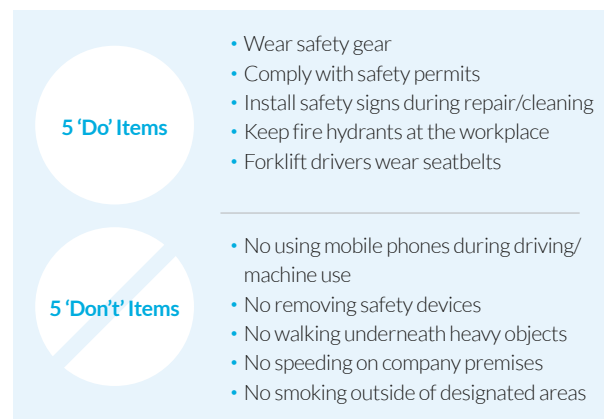 5 ‘Do’ Items
• Wear safety gear
• Comply with safety permits
• Install safety signs during repair/cleaning
• Keep fire hydrants at the workplace
• Forklift drivers wear seatbelts
5 ‘Don’t’ Items
• No using mobile phones during driving/
machine use
• No removing safety devices
• No walking underneath heavy objects
• No speeding on company premises
• No smoking outside of designated areas